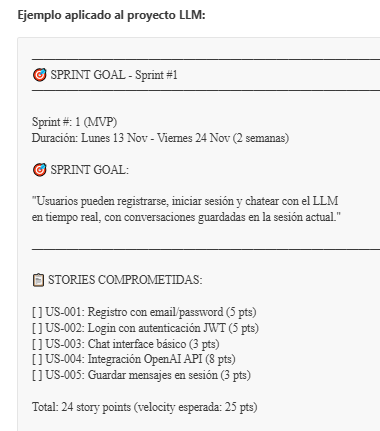 Ejemplo aplicado al proyecto LLM:
🎯 SPRINT GOAL - Sprint #1
Sprint #: 1 (MVP)
Duración: Lunes 13 Nov - Viernes 24 Nov (2 semanas)
🎯 SPRINT GOAL:
"Usuarios pueden registrarse, iniciar sesión y chatear con el LLM
en tiempo real, con conversaciones guardadas en la sesión actual."
📋 STORIES COMPROMETIDAS:
[ ] US-001: Registro con email/password (5 pts)
[ ] US-002: Login con autenticación JWT (5 pts)
[ ] US-003: Chat interface básico (3 pts)
[ ] US-004: Integración OpenAI API (8 pts)
[ ] US-005: Guardar mensajes en sesión (3 pts)
Total: 24 story points (velocity esperada: 25 pts)